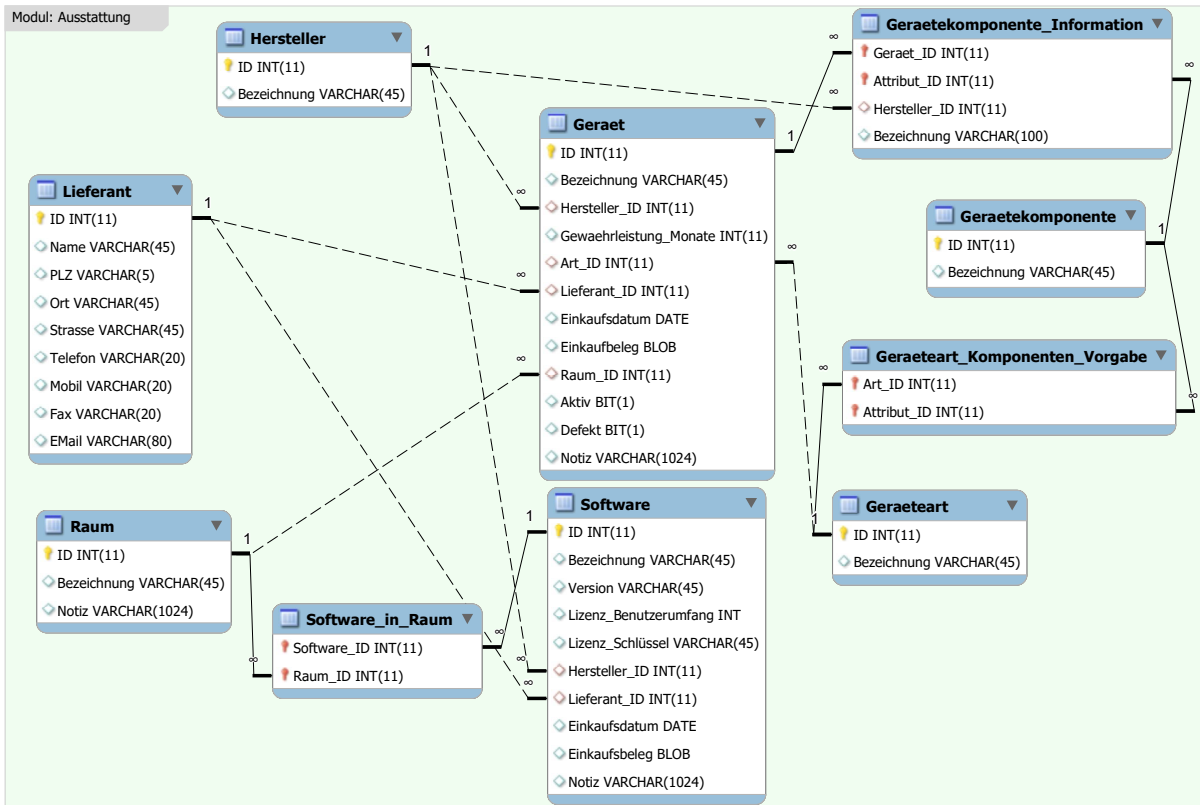 Modul: Ausstattung
Hersteller
ID INT(11)
Bezeichnung VARCHAR(45)
1
Geraetekomponente_Information
Geraet_ID INT(11)
Attribut_ID INT(11)
Hersteller_ID INT(11)
Bezeichnung VARCHAR(100)
∞
∞
∞
Geraet
ID INT(11)
Bezeichnung VARCHAR(45)
Hersteller_ID INT(11)
Gewaehrleistung_Monate INT(11)
Art_ID INT(11)
Lieferant_ID INT(11)
Einkaufsdatum DATE
Einkaufbeleg BLOB
Raum_ID INT(11)
Aktiv BIT(1)
Defekt BIT(1)
Notiz VARCHAR(1024)
1
∞
∞
∞
∞
Lieferant
ID INT(11)
Name VARCHAR(45)
PLZ VARCHAR(5)
Ort VARCHAR(45)
Strasse VARCHAR(45)
Telefon VARCHAR(20)
Mobil VARCHAR(20)
Fax VARCHAR(20)
EMail VARCHAR(80)
1
Geraetekomponente
ID INT(11)
Bezeichnung VARCHAR(45)
1
Geraeteart_Komponenten_Vorgabe
Art_ID INT(11)
Attribut_ID INT(11)
∞
∞
Geraeteart
ID INT(11)
Bezeichnung VARCHAR(45)
1
Software
ID INT(11)
Bezeichnung VARCHAR(45)
Version VARCHAR(45)
Lizenz_Benutzerumfang INT
Lizenz_Schlüssel VARCHAR(45)
Hersteller_ID INT(11)
Lieferant_ID INT(11)
Einkaufsdatum DATE
Einkaufsbeleg BLOB
Notiz VARCHAR(1024)
1
∞
∞
Raum
ID INT(11)
Bezeichnung VARCHAR(45)
Notiz VARCHAR(1024)
1
Software_in_Raum
Software_ID INT(11)
Raum_ID INT(11)
∞
∞